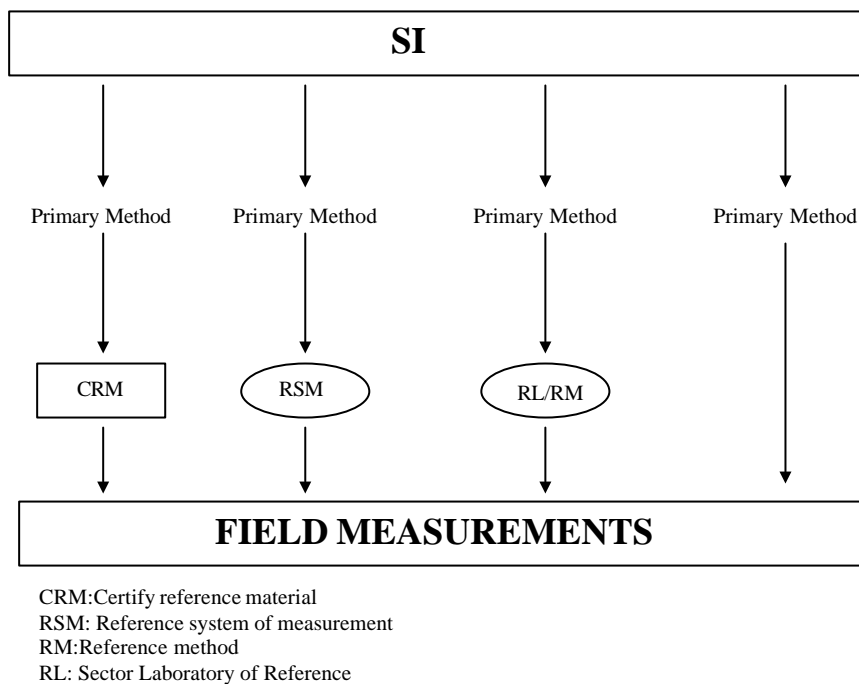 SI
Primary Method Primary Method Primary Method Primary Method
CRM RSM RL/RM
FIELD MEASUREMENTS
CRM:Certify reference material
RSM: Reference system of measurement
RM:Reference method
RL: Sector Laboratory of Reference